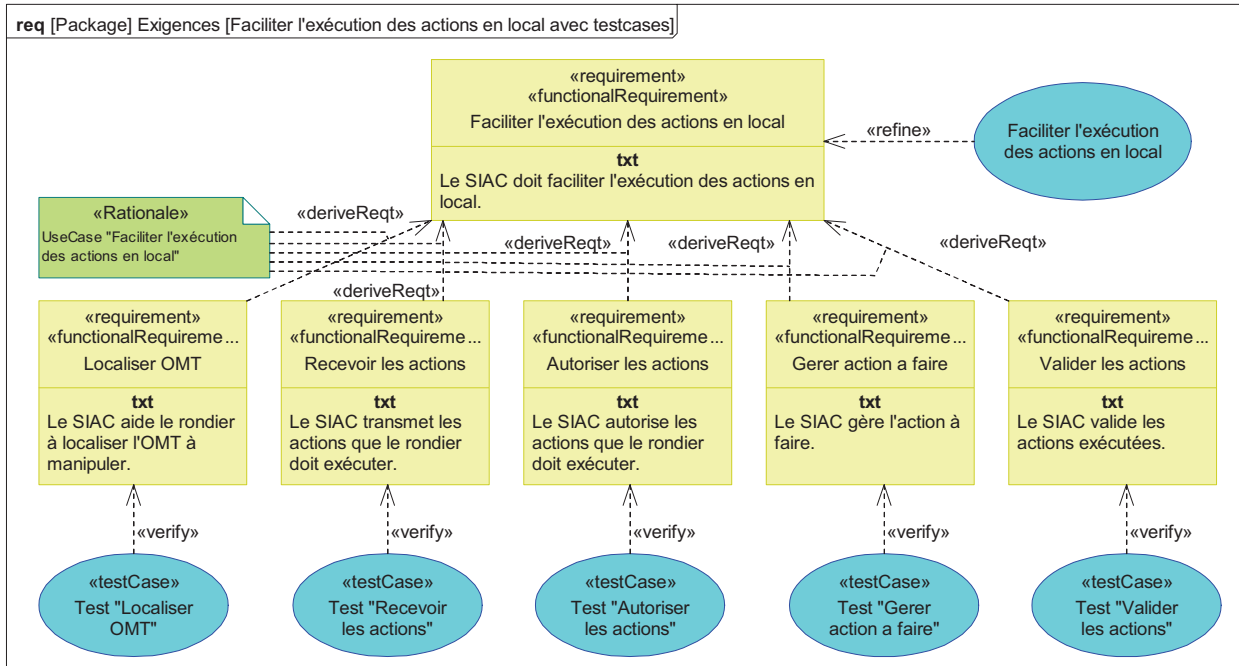 req [Package] Exigences [Faciliter l'exécution des actions en local avec testcases]
«requirement»
«functionalRequirement»
Faciliter l'exécution des actions en local
txt
Le SIAC doit faciliter l'exécution des actions en
local.
«refine»
Faciliter l'exécution
des actions en local
«Rationale»
UseCase "Faciliter l'exécution
des actions en local"
«deriveReqt»
«deriveReqt»
«deriveReqt»
«deriveReqt»
«deriveReqt»
«requirement»
«functionalRequireme...
Localiser OMT
txt
Le SIAC aide le rondier
à localiser l'OMT à
manipuler.
«requirement»
«functionalRequireme...
Recevoir les actions
txt
Le SIAC transmet les
actions que le rondier
doit exécuter.
«requirement»
«functionalRequireme...
Autoriser les actions
txt
Le SIAC autorise les
actions que le rondier
doit exécuter.
«requirement»
«functionalRequireme...
Gerer action a faire
txt
Le SIAC gère l'action à
faire.
«requirement»
«functionalRequireme...
Valider les actions
txt
Le SIAC valide les
actions exécutées.
«verify»
«verify»
«verify»
«verify»
«verify»
«testCase»
Test "Localiser
OMT"
«testCase»
Test "Recevoir
les actions"
«testCase»
Test "Autoriser
les actions"
«testCase»
Test "Gerer
action a faire"
«testCase»
Test "Valider
les actions"